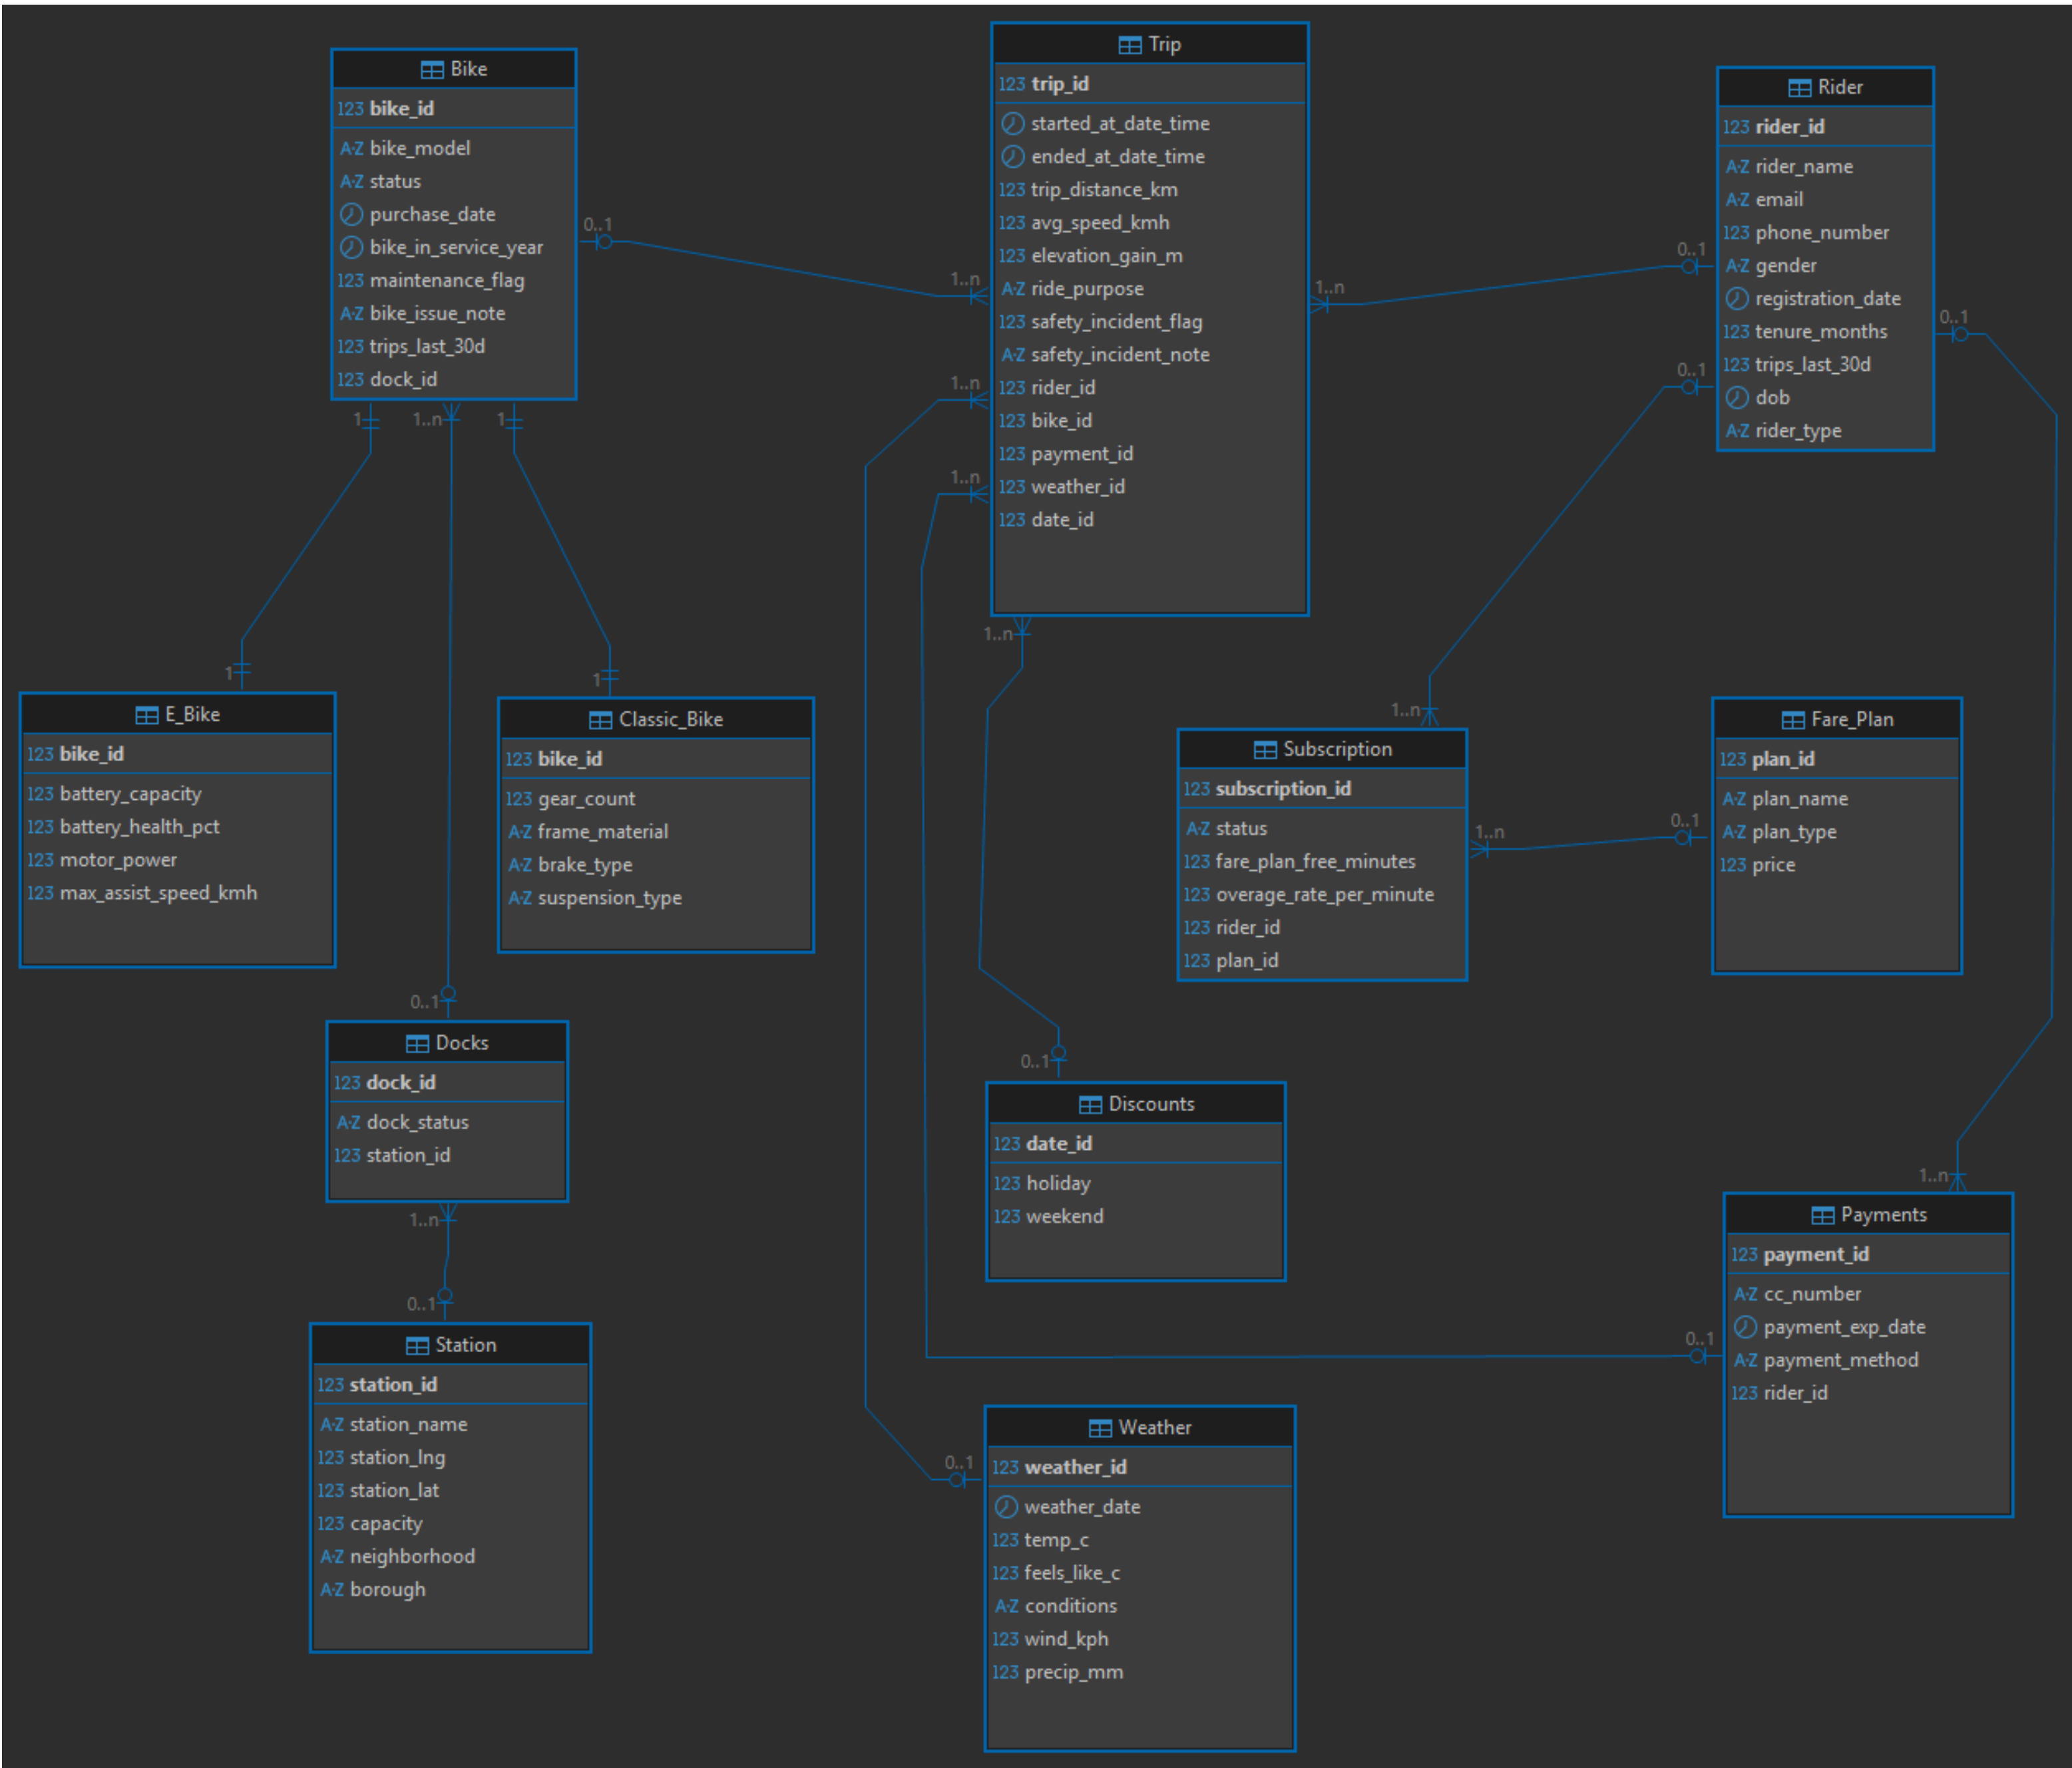 Bike
123 bike_id
A-Z bike_model
A-Z status
purchase_date
bike_in_service_year
123 maintenance_flag
A-Z bike_issue_note
123 trips_last_30d
123 dock_id
Trip
123 trip_id
started_at_date_time
ended_at_date_time
123 trip_distance_km
123 avg_speed_kmh
123 elevation_gain_m
A-Z ride_purpose
123 safety_incident_flag
A-Z safety_incident_note
123 rider_id
123 bike_id
123 payment_id
123 weather_id
123 date_id
Rider
123 rider_id
A-Z rider_name
A-Z email
123 phone_number
A-Z gender
registration_date
123 tenure_months
123 trips_last_30d
dob
A-Z rider_type
0..1
1..n
1..n
0..1
0..1
0..1
1..n
1..n
1
1..n
1
1..n
1
1
1..n
E_Bike
123 bike_id
123 battery_capacity
123 battery_health_pct
123 motor_power
123 max_assist_speed_kmh
Classic_Bike
123 bike_id
123 gear_count
A-Z frame_material
A-Z brake_type
A-Z suspension_type
Subscription
123 subscription_id
A-Z status
123 fare_plan_free_minutes
123 overage_rate_per_minute
123 rider_id
123 plan_id
1..n
0..1
Fare_Plan
123 plan_id
A-Z plan_name
A-Z plan_type
123 price
0..1
Docks
123 dock_id
A-Z dock_status
123 station_id
0..1
Discounts
123 date_id
123 holiday
123 weekend
1..n
Payments
123 payment_id
A-Z cc_number
payment_exp_date
A-Z payment_method
123 rider_id
1..n
0..1
0..1
Station
123 station_id
A-Z station_name
123 station_lng
123 station_lat
123 capacity
A-Z neighborhood
A-Z borough
0..1
Weather
123 weather_id
weather_date
123 temp_c
123 feels_like_c
A-Z conditions
123 wind_kph
123 precip_mm